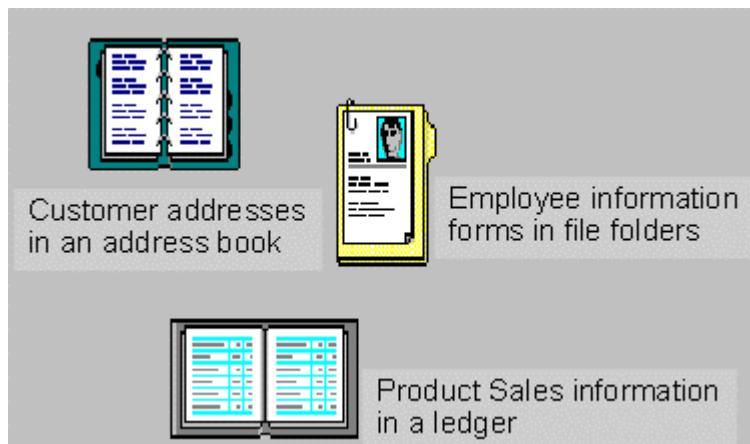 Customer addresses
in an address book
Employee information
forms in file folders
Product Sales information
in a ledger